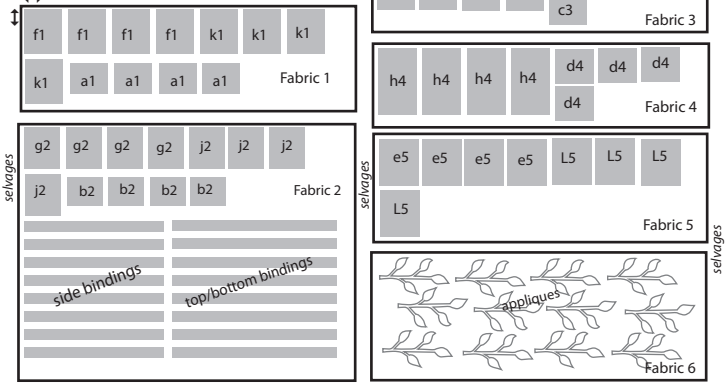 f1 f1 f1 f1 k1 k1 k1
k1 a1 a1 a1 a1 Fabric 1
selvages
g2 g2 g2 g2 j2 j2 j2
j2 b2 b2 b2 b2 Fabric 2
side bindings
top/bottom bindings
c3
Fabric 3
h4 h4 h4 h4 d4 d4 d4
d4
Fabric 4
selvages
e5 e5 e5 e5 L5 L5 L5
L5
Fabric 5
selvages
appliques
Fabric 6